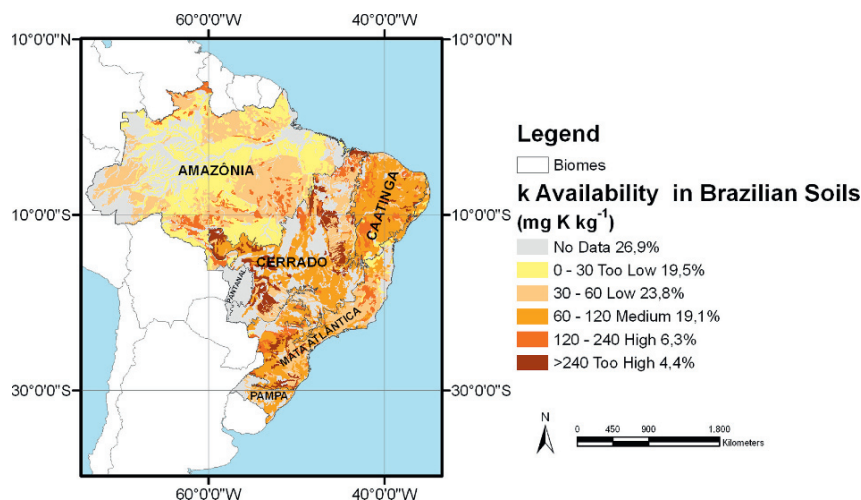 60°0'0"W 40°0'0"W
10°0'0"N 10°0'0"N
AMAZÔNIA
CAATINGA
10°0'0"S 10°0'0"S
CERRADO
PANTANAL
MATA ATLÂNTICA
30°0'0"S 30°0'0"S
PAMPA
60°0'0"W 40°0'0"W
Legend
Biomes
k Availability in Brazilian Soils
(mg K kg⁻¹)
No Data 26,9%
0 - 30 Too Low 19,5%
30 - 60 Low 23,8%
60 - 120 Medium 19,1%
120 - 240 High 6,3%
>240 Too High 4,4%
N
0 450 900 1.800
Kilometers